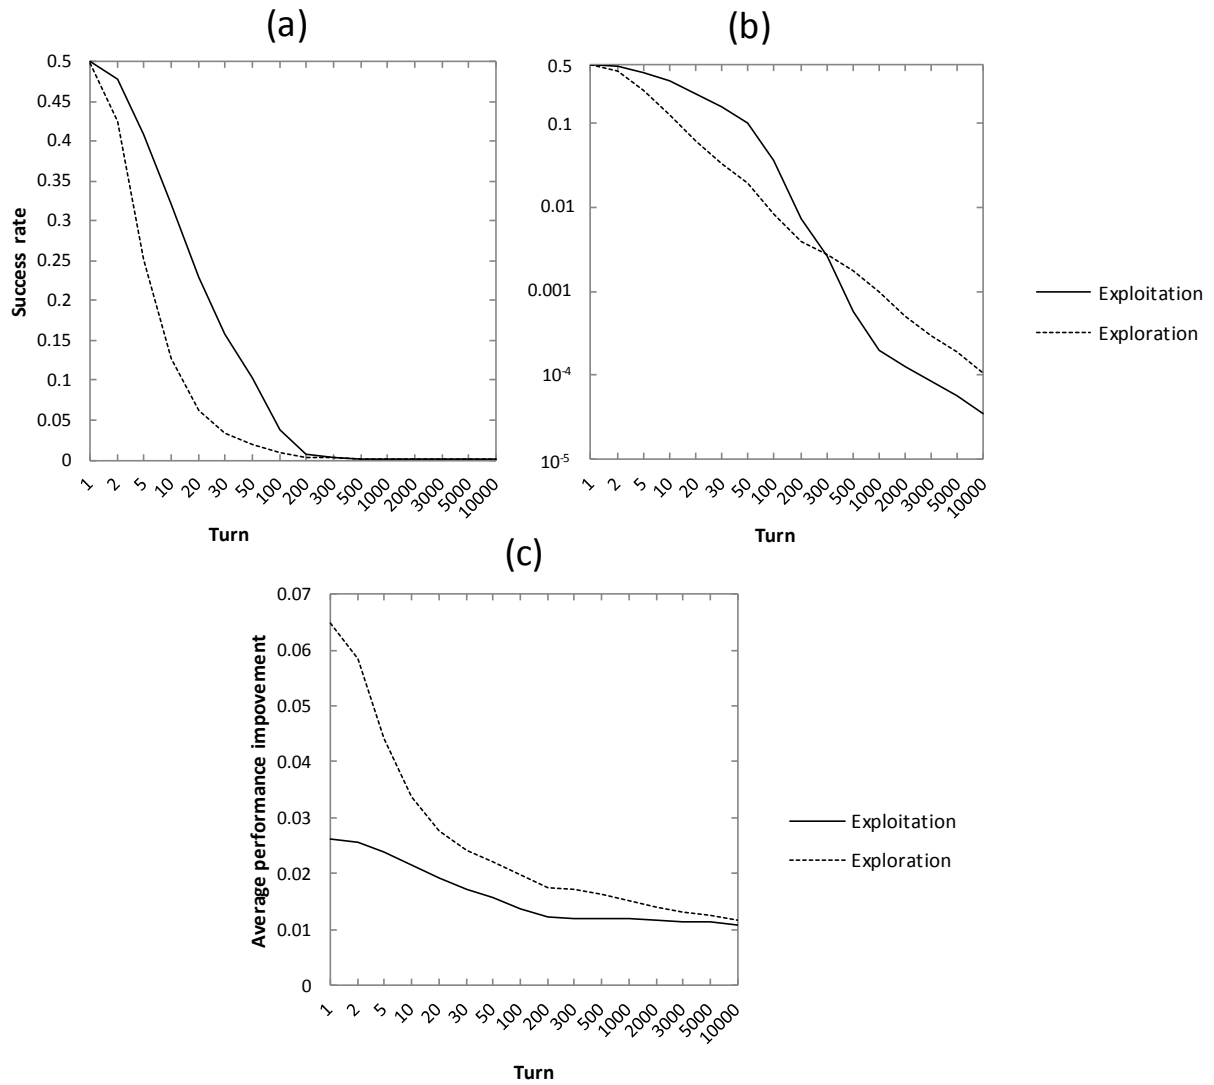 (a)
0.5
0.45
0.4
0.35
0.3
0.25
0.2
0.15
0.1
0.05
0
Success rate
1 2 5 10 20 30 50 100 200 300 500 1000 2000 3000 5000 10000
Turn
(b)
0.5
0.1
0.01
0.001
10-4
10-5
1 2 5 10 20 30 50 100 200 300 500 1000 2000 3000 5000 10000
Turn
Exploitation
Exploration
(c)
0.07
0.06
0.05
0.04
0.03
0.02
0.01
0
Average performance impovement
1 2 5 10 20 30 50 100 200 300 500 1000 2000 3000 5000 10000
Turn
Exploitation
Exploration